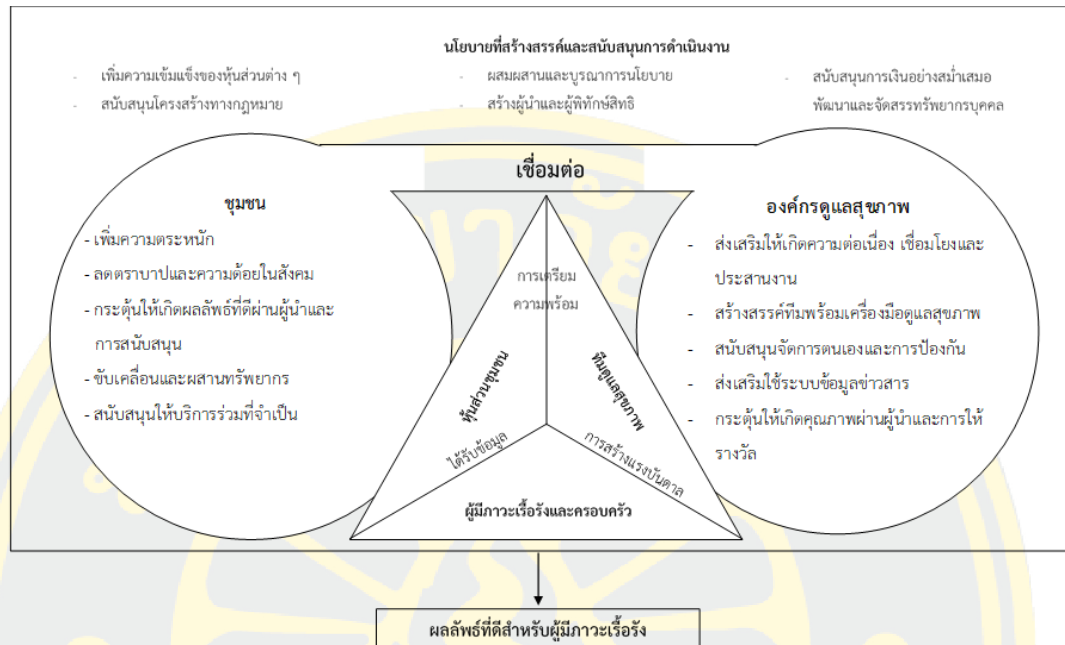 นโยบายที่สร้างสรรค์และสนับสนุนการดำเนินงาน
- เพิ่มความเข้มแข็งของหุ้นส่วนต่าง ๆ
- สนับสนุนโครงสร้างทางกฎหมาย
- ผสมผสานและบูรณาการนโยบาย
- สร้างผู้นำและผู้พิทักษ์สิทธิ
- สนับสนุนการเงินอย่างสม่ำเสมอ
พัฒนาและจัดสรรทรัพยากรบุคคล
เชื่อมต่อ
ชุมชน
- เพิ่มความตระหนัก
- ลดตราบาปและความด้อยในสังคม
- กระตุ้นให้เกิดผลลัพธ์ที่ดีผ่านผู้นำและ
การสนับสนุน
- ขับเคลื่อนและผสานทรัพยากร
- สนับสนุนให้บริการร่วมที่จำเป็น
การเตรียม
ความพร้อม
หุ้นส่วนชุมชน
ทีมดูแลสุขภาพ
ได้รับข้อมูล
การสร้างแรงบันดาล
ผู้มีภาวะเรื้อรังและครอบครัว
องค์กรดูแลสุขภาพ
- ส่งเสริมให้เกิดความต่อเนื่อง เชื่อมโยงและ
ประสานงาน
- สร้างสรรค์ทีมพร้อมเครื่องมือดูแลสุขภาพ
- สนับสนุนจัดการตนเองและการป้องกัน
- ส่งเสริมใช้ระบบข้อมูลข่าวสาร
- กระตุ้นให้เกิดคุณภาพผ่านผู้นำและการให้
รางวัล
ผลลัพธ์ที่ดีสำหรับผู้มีภาวะเรื้อรัง